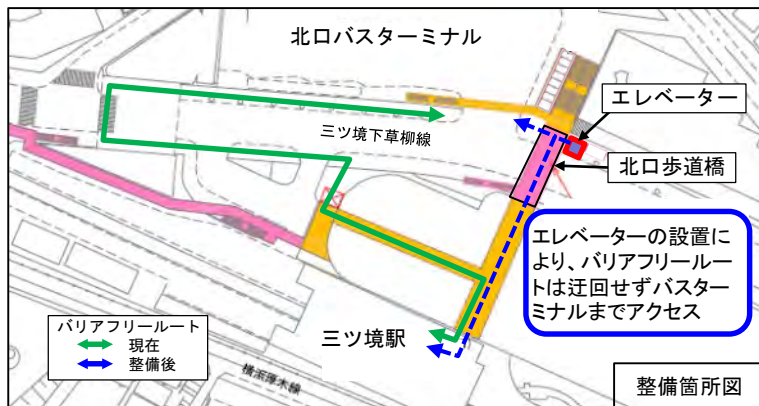 北口バスターミナル
エレベーター
三ツ境下草柳線
北口歩道橋
エレベーターの設置に
より、バリアフリールー
トは迂回せずバスター
ミナルまでアクセス
バリアフリールート
現在
整備後
三ツ境駅
横浜厚木線
整備箇所図